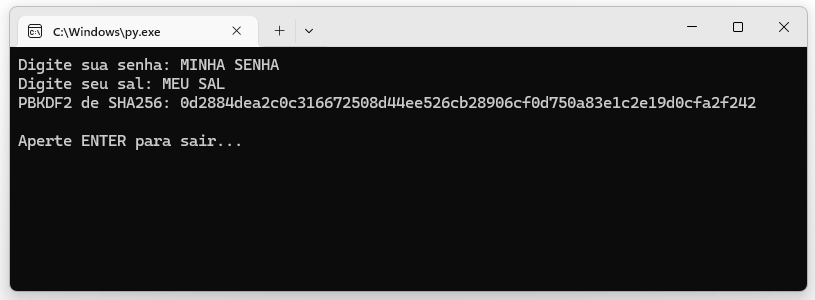 C:\Windows\py.exe
Digite sua senha: MINHA SENHA
Digite seu sal: MEU SAL
PBKDF2 de SHA256: 0d2884dea2c0c316672508d44ee526cb28906cf0d750a83e1c2e19d0cfa2f242
Aperte ENTER para sair...